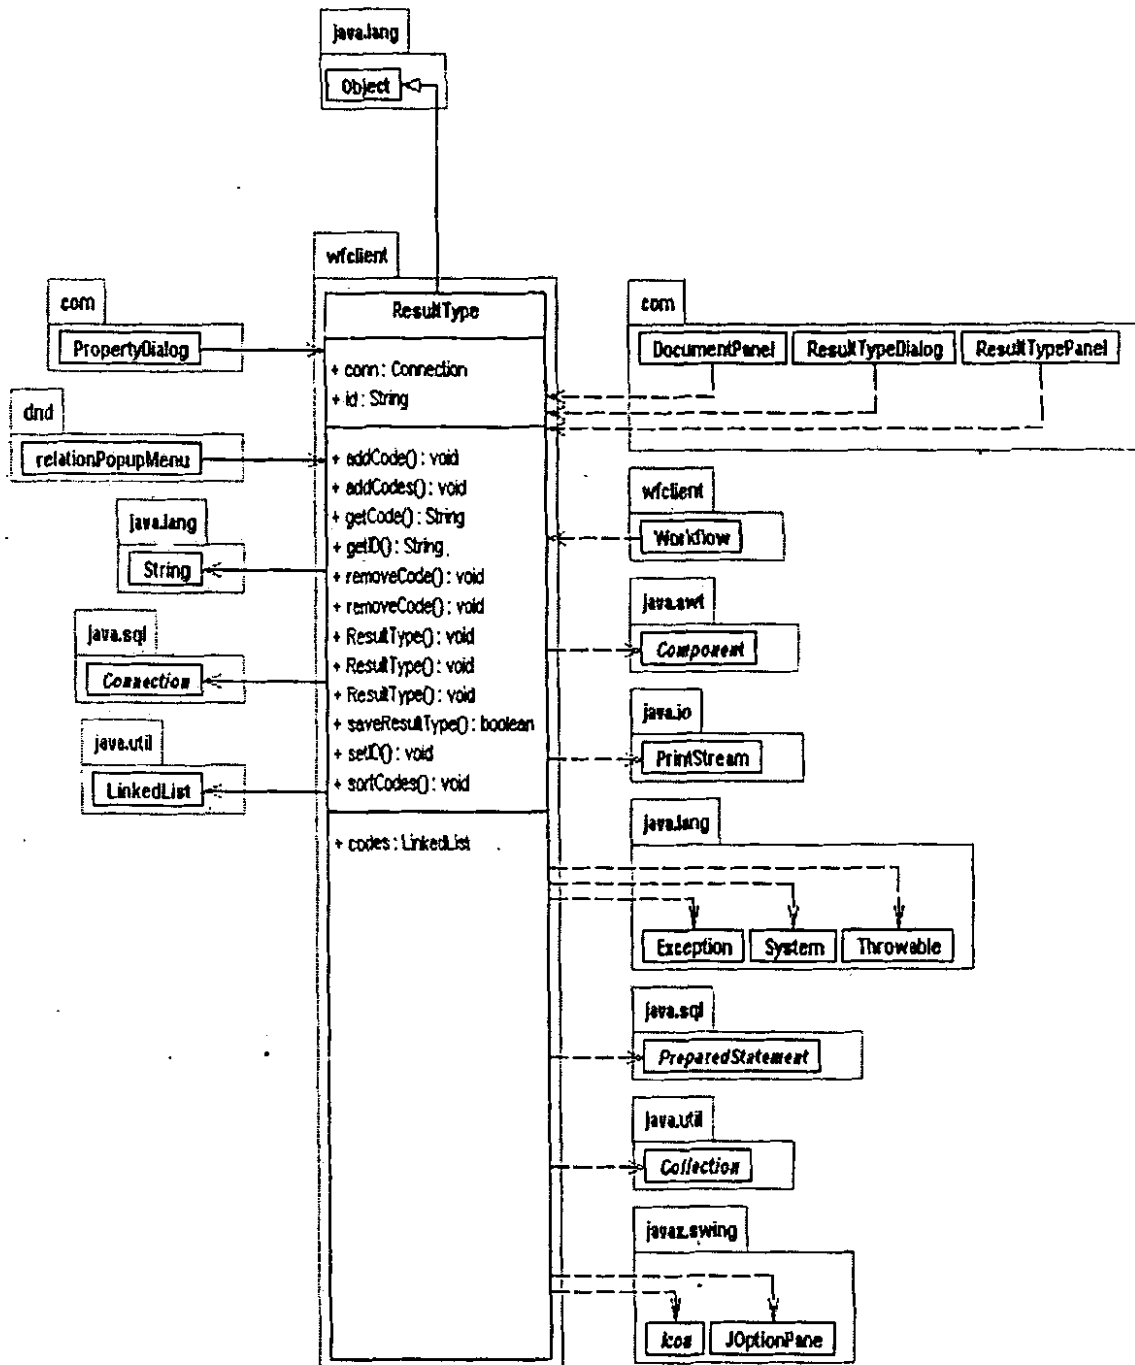 java.lang
Object
wfclient
ResultType
+ conn : Connection
+ id : String
+ addCode() : void
+ addCodes() : void
+ getCode() : String
+ getID() : String
+ removeCode() : void
+ removeCode() : void
+ ResultType() : void
+ ResultType() : void
+ ResultType() : void
+ saveResultType() : boolean
+ setID() : void
+ sortCodes() : void
+ codes : LinkedList
com
PropertyDialog
dnd
relationPopupMenu
java.lang
String
java.sql
Connection
java.util
LinkedList
com
DocumentPanel ResultTypeDialog ResultTypePanel
wfclient
Workflow
java.awt
Component
java.io
PrintStream
java.lang
Exception System Throwable
java.sql
PreparedStatement
java.util
Collection
javax.swing
Icon JOptionPane